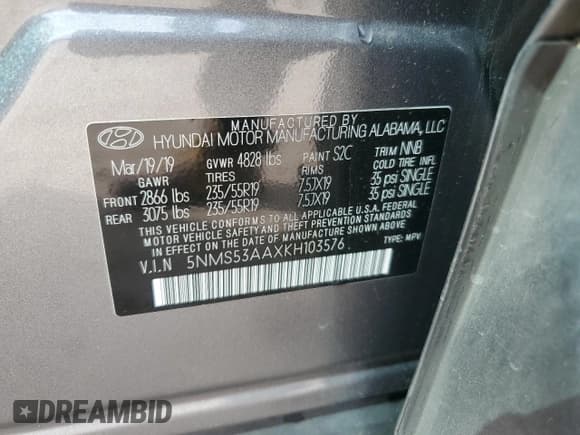 MANUFACTURED BY
HYUNDAI MOTOR MANUFACTURING ALABAMA, LLC
Mar/19/19 GVWR 4828 lbs PAINT S2C TRIM NNB
GAWR TIRES RIMS COLD TIRE INFL
FRONT 2866 lbs 235/55R19 7.5JX19 35 psi SINGLE
REAR 3075 lbs 235/55R19 7.5JX19 35 psi SINGLE
THIS VEHICLE CONFORMS TO ALL APPLICABLE U.S.A. FEDERAL
MOTOR VEHICLE SAFETY, BUMPER, AND THEFT PREVENTION STANDARDS
IN EFFECT ON THE DATE OF MANUFACTURE SHOWN ABOVE.
V.I.N 5NMS53AAXKH103576 TYPE: MPV
DREAMBID